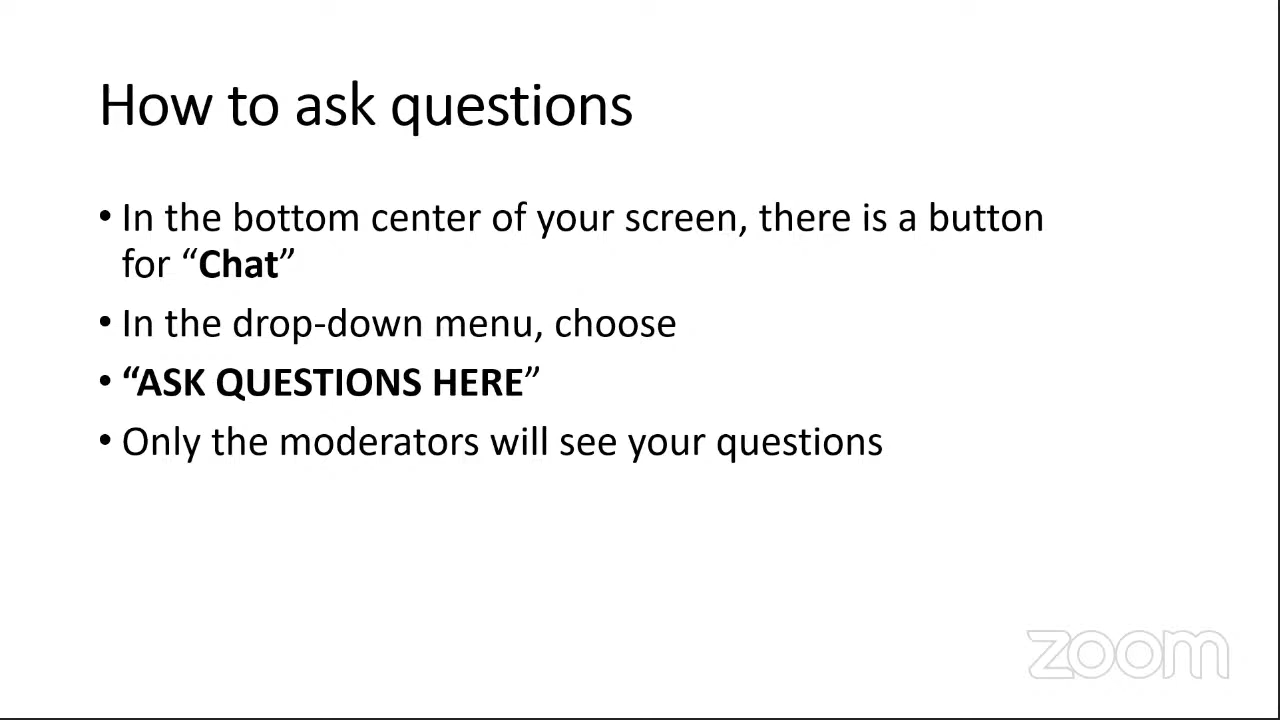 How to ask questions
• In the bottom center of your screen, there is a button
for “Chat”
• In the drop-down menu, choose
• “ASK QUESTIONS HERE”
• Only the moderators will see your questions
zoom